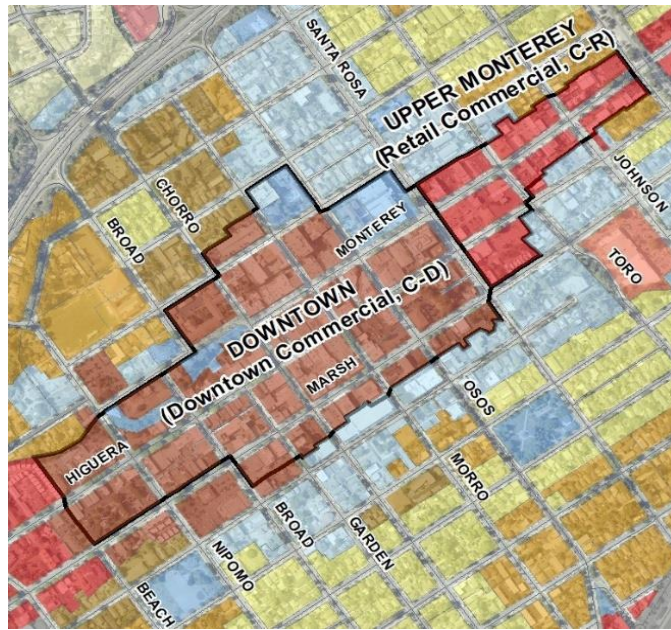 SANTA ROSA
UPPER MONTEREY
(Retail Commercial, C-R)
JOHNSON
CHORRO
BROAD
MONTEREY
TORO
DOWNTOWN
(Downtown Commercial, C-D)
MARSH
OSOS
HIGUERA
MORRO
BROAD
GARDEN
NIPOMO
BEACH